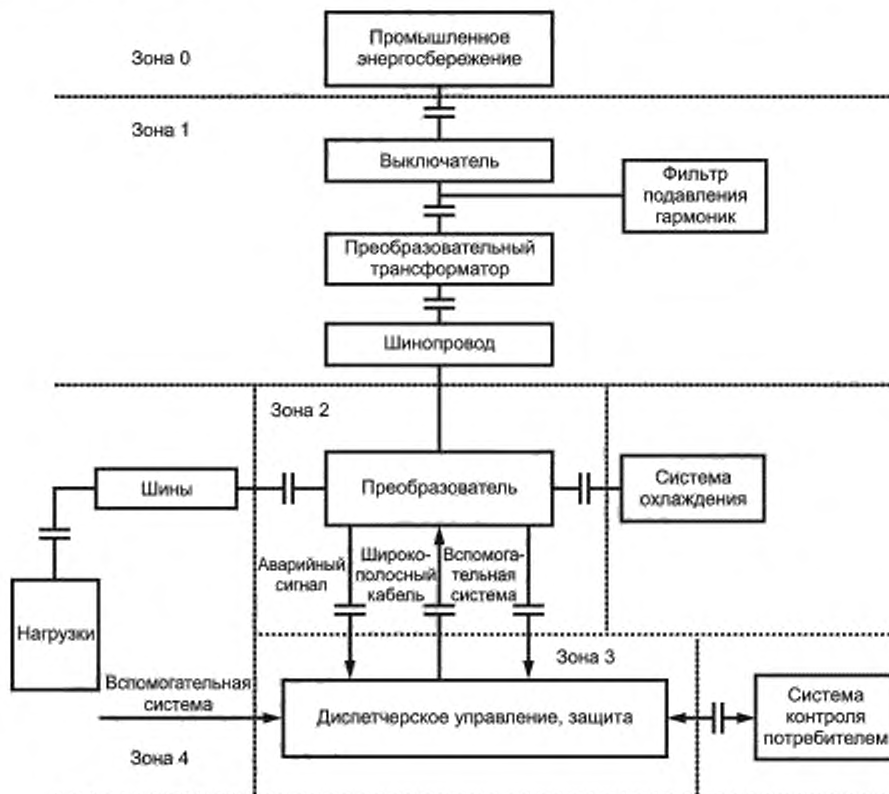 Промышленное
энергосбережение
Зона 0
Зона 1
Выключатель
Фильтр
подавления
гармоник
Преобразовательный
трансформатор
Шинопровод
Зона 2
Шины
Преобразователь
Система
охлаждения
Аварийный
сигнал
Широко-
полосный
кабель
Вспомога-
тельная
система
Нагрузки
Зона 3
Вспомогательная
система
Диспетчерское управление, защита
Система
контроля
потребителем
Зона 4